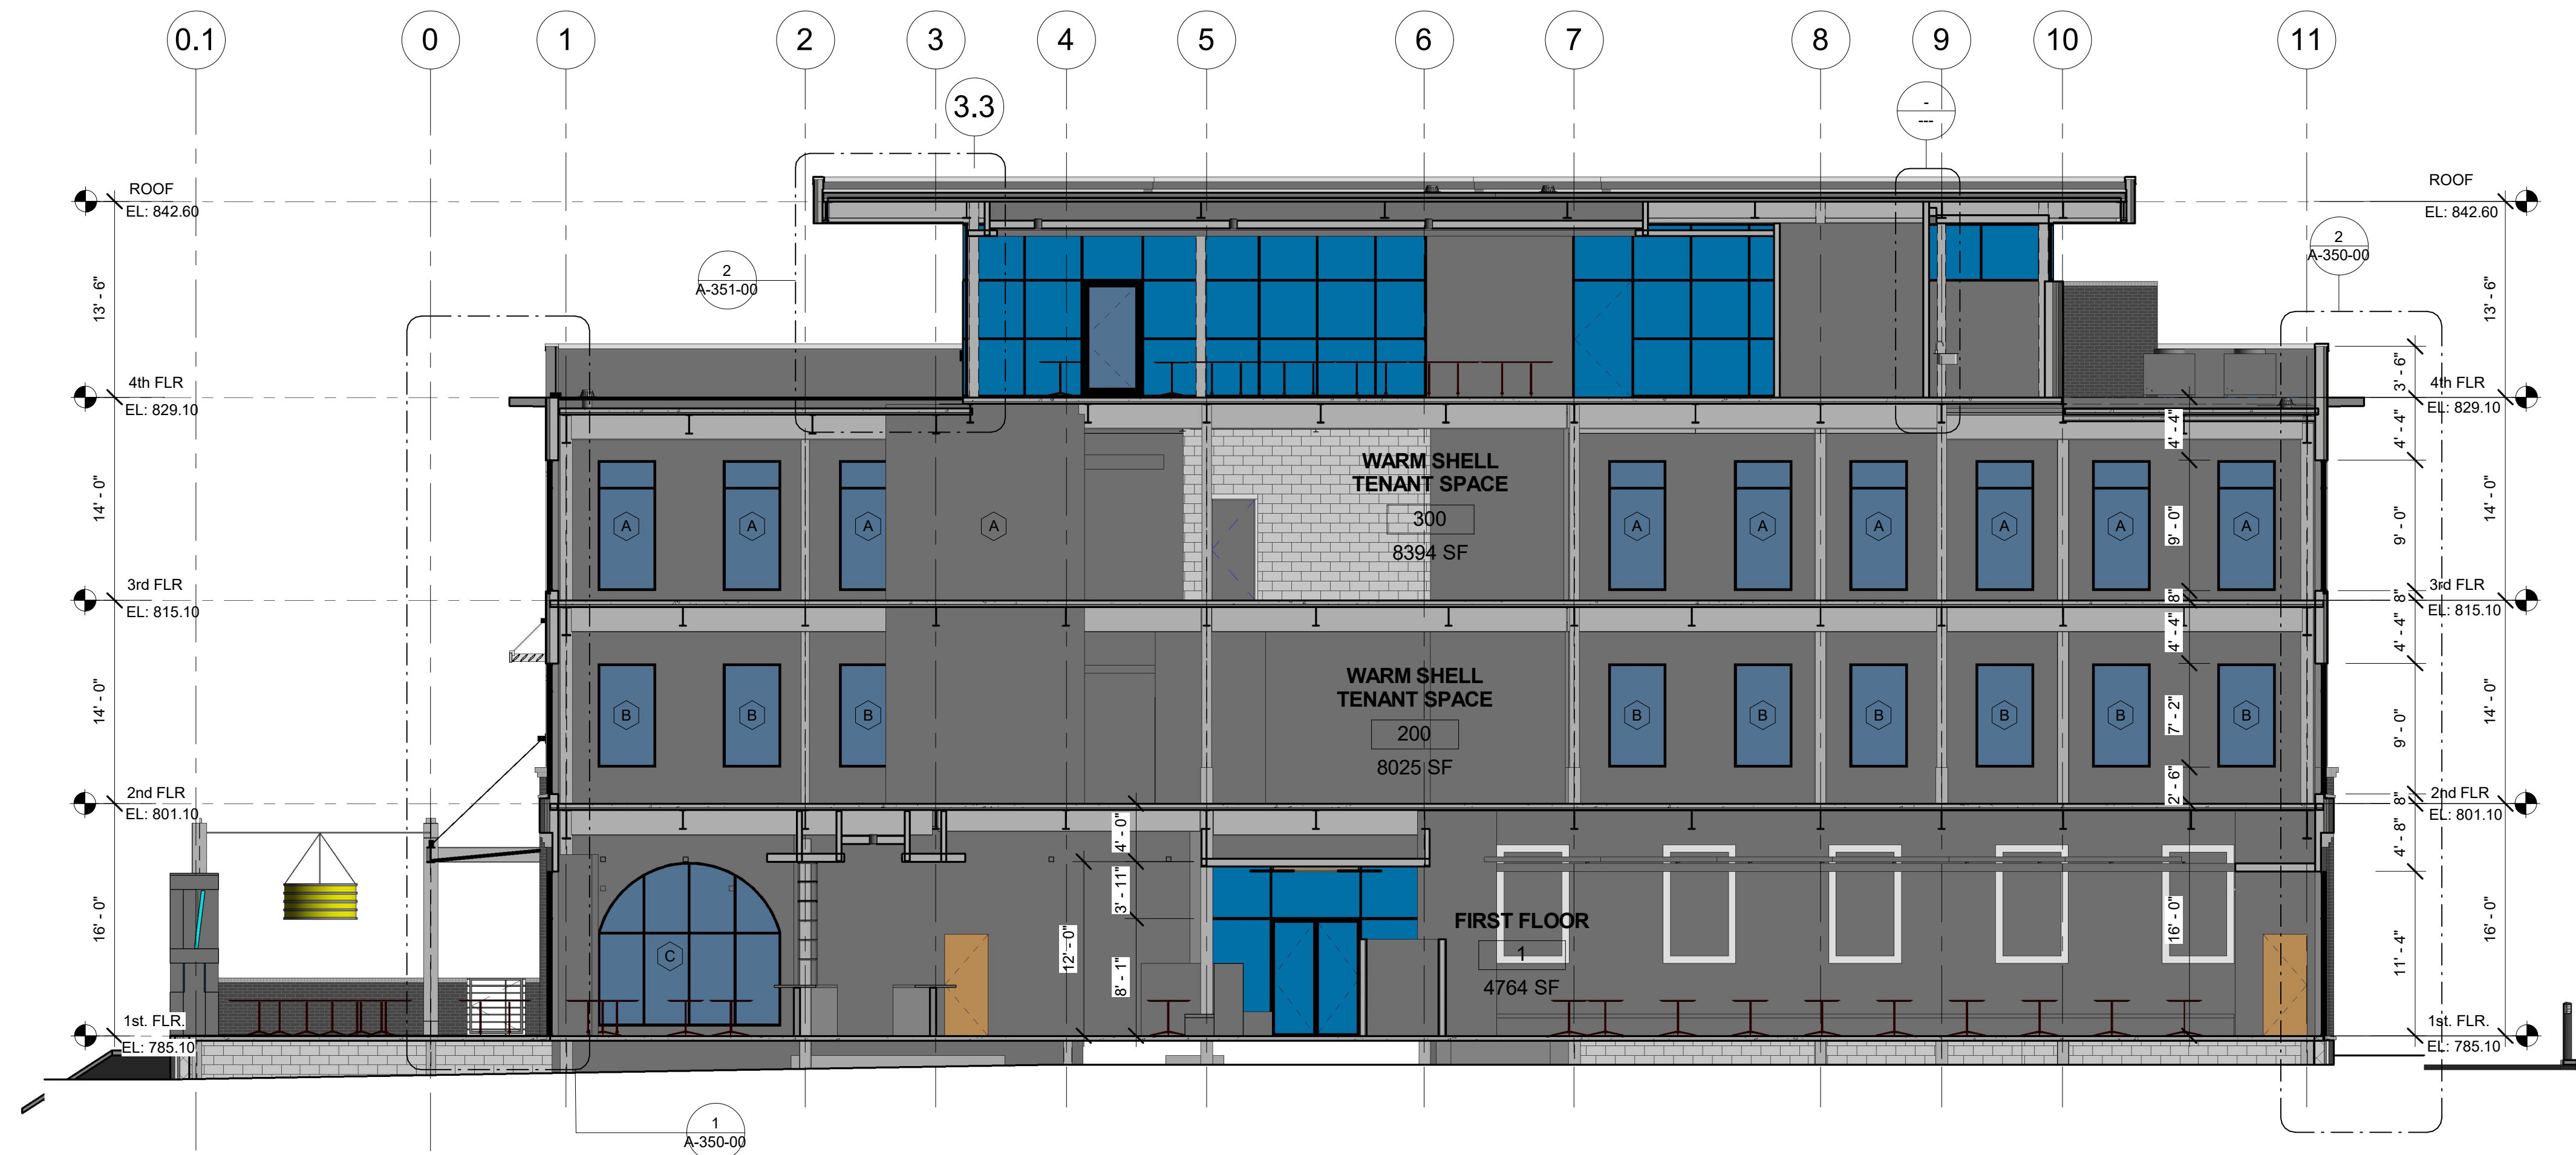 0.1
0
1
2
3
4
5
6
7
8
9
10
11
3.3
-
---
ROOF
EL: 842.60
ROOF
EL: 842.60
2
A-351-00
2
A-350-00
13' - 6"
13' - 6"
3' - 6"
4th FLR
EL: 829.10
4th FLR
EL: 829.10
4' - 4"
4' - 4"
WARM SHELL
TENANT SPACE
300
8394 SF
A
A
A
A
A
A
A
A
A
A
14' - 0"
9' - 0"
9' - 0"
14' - 0"
3rd FLR
EL: 815.10
8"
8"
3rd FLR
EL: 815.10
4' - 4"
4' - 4"
WARM SHELL
TENANT SPACE
200
8025 SF
B
B
B
B
B
B
B
B
B
14' - 0"
7' - 2"
9' - 0"
14' - 0"
2' - 6"
8"
2nd FLR
EL: 801.10
2nd FLR
EL: 801.10
4' - 0"
4' - 8"
3' - 11"
16' - 0"
C
12' - 0"
8' - 1"
FIRST FLOOR
1
4764 SF
16' - 0"
11' - 4"
16' - 0"
1st. FLR.
EL: 785.10
1st. FLR.
EL: 785.10
1
A-350-00